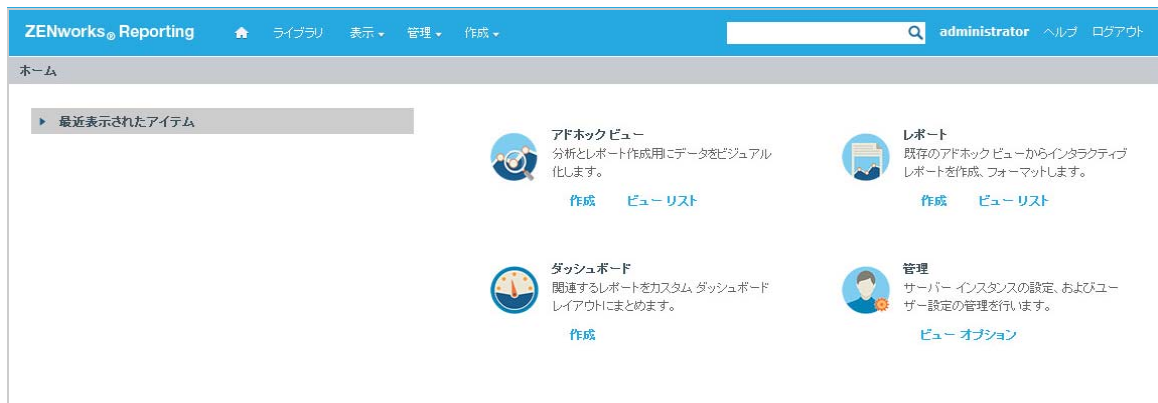 ZENworks® Reporting ライブラリ 表示 管理 作成 administrator ヘルプ ログアウト
ホーム
最近表示されたアイテム
アドホック ビュー
分析とレポート作成用にデータをビジュアル
化します。
作成 ビュー リスト
レポート
既存のアドホック ビューからインタラクティブ
レポートを作成、フォーマットします。
作成 ビュー リスト
ダッシュボード
関連するレポートをカスタム ダッシュボード
レイアウトにまとめます。
作成
管理
サーバー インスタンスの設定、およびユー
ザー設定の管理を行います。
ビュー オプション